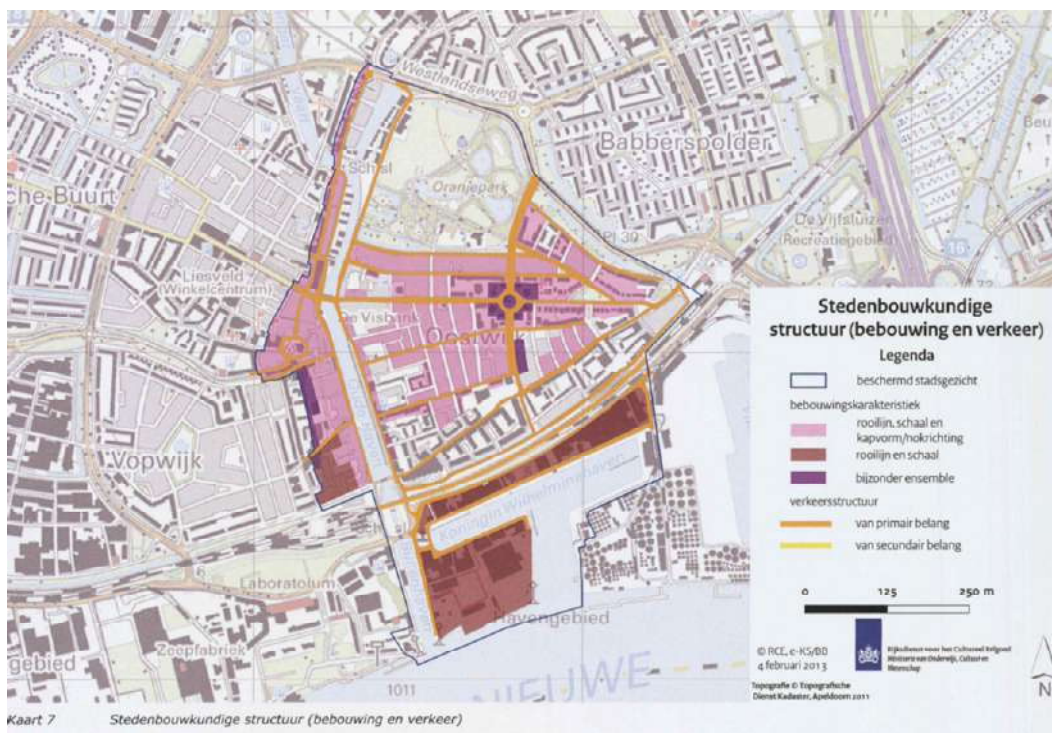 Westlandseweg
Babberspolder
Oranjepark
Schiedamse
che Buurt
De Vijfsluizen
(Recreatiegebied)
Liesveld
(Winkelcentrum)
De Visbank
Oostwijk
Vopwijk
Oude Haven
Koningin Wilhelminahaven
Laboratorium
Havengebied
Zeepfabriek
gebied
NIEUWE
1011
Stedenbouwkundige
structuur (bebouwing en verkeer)
Legenda
beschermd stadsgezicht
bebouwingskarakteristiek
rooilijn, schaal en
kapvorm/nokrichting
rooilijn en schaal
bijzonder ensemble
verkeersstructuur
van primair belang
van secundair belang
0 125 250 m
© RCE, c-KS/BD
4 februari 2013
Rijksdienst voor het Cultureel Erfgoed
Ministerie van Onderwijs, Cultuur en
Wetenschap
Topografie © Topografische
Dienst Kadaster, Apeldoorn 2011
N
Kaart 7 Stedenbouwkundige structuur (bebouwing en verkeer)